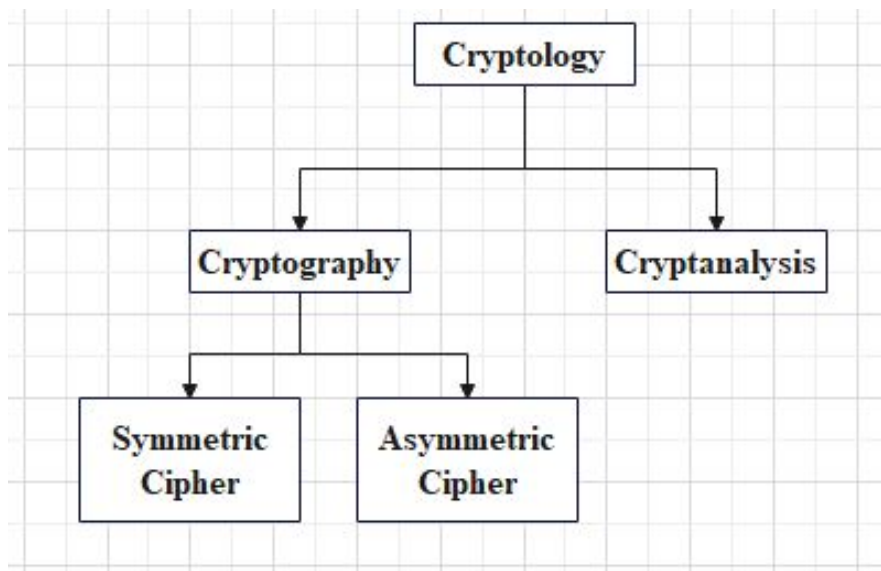 Cryptology
Cryptography
Cryptanalysis
Symmetric
Cipher
Asymmetric
Cipher